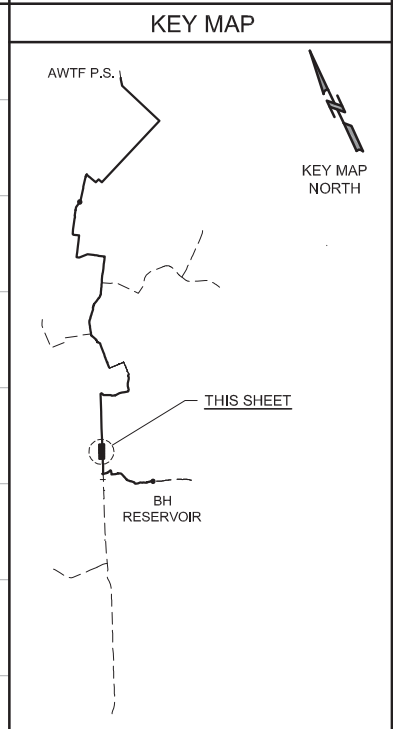 KEY MAP
AWTF P.S.
KEY MAP
NORTH
THIS SHEET
BH
RESERVOIR